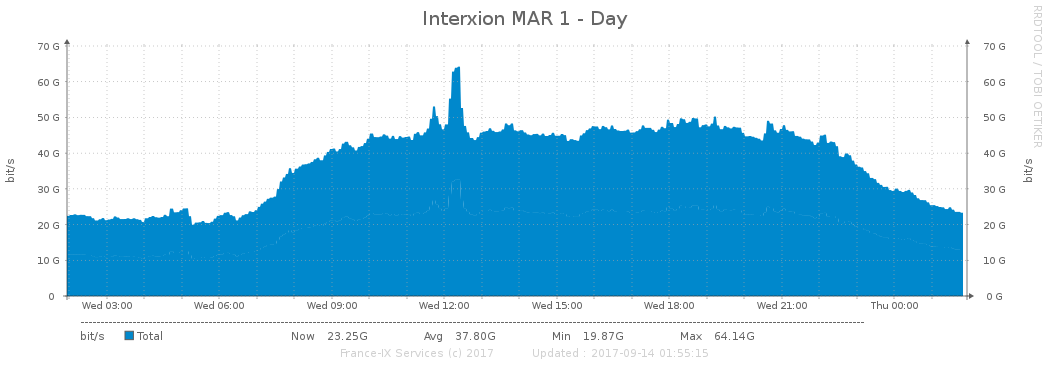 Interxion MAR 1 - Day
RRDTOOL / TOBI OETIKER
bit/s
70 G 70 G
60 G 60 G
50 G 50 G
40 G 40 G
30 G 30 G
20 G 20 G
10 G 10 G
0 0 G
bit/s
Wed 03:00 Wed 06:00 Wed 09:00 Wed 12:00 Wed 15:00 Wed 18:00 Wed 21:00 Thu 00:00
bit/s Total Now 23.25G Avg 37.80G Min 19.87G Max 64.14G
France-IX Services (c) 2017 Updated : 2017-09-14 01:55:15